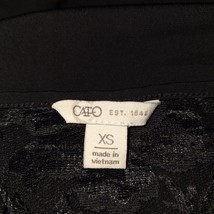 CATO EST. 1946
XS
made in
vietnam